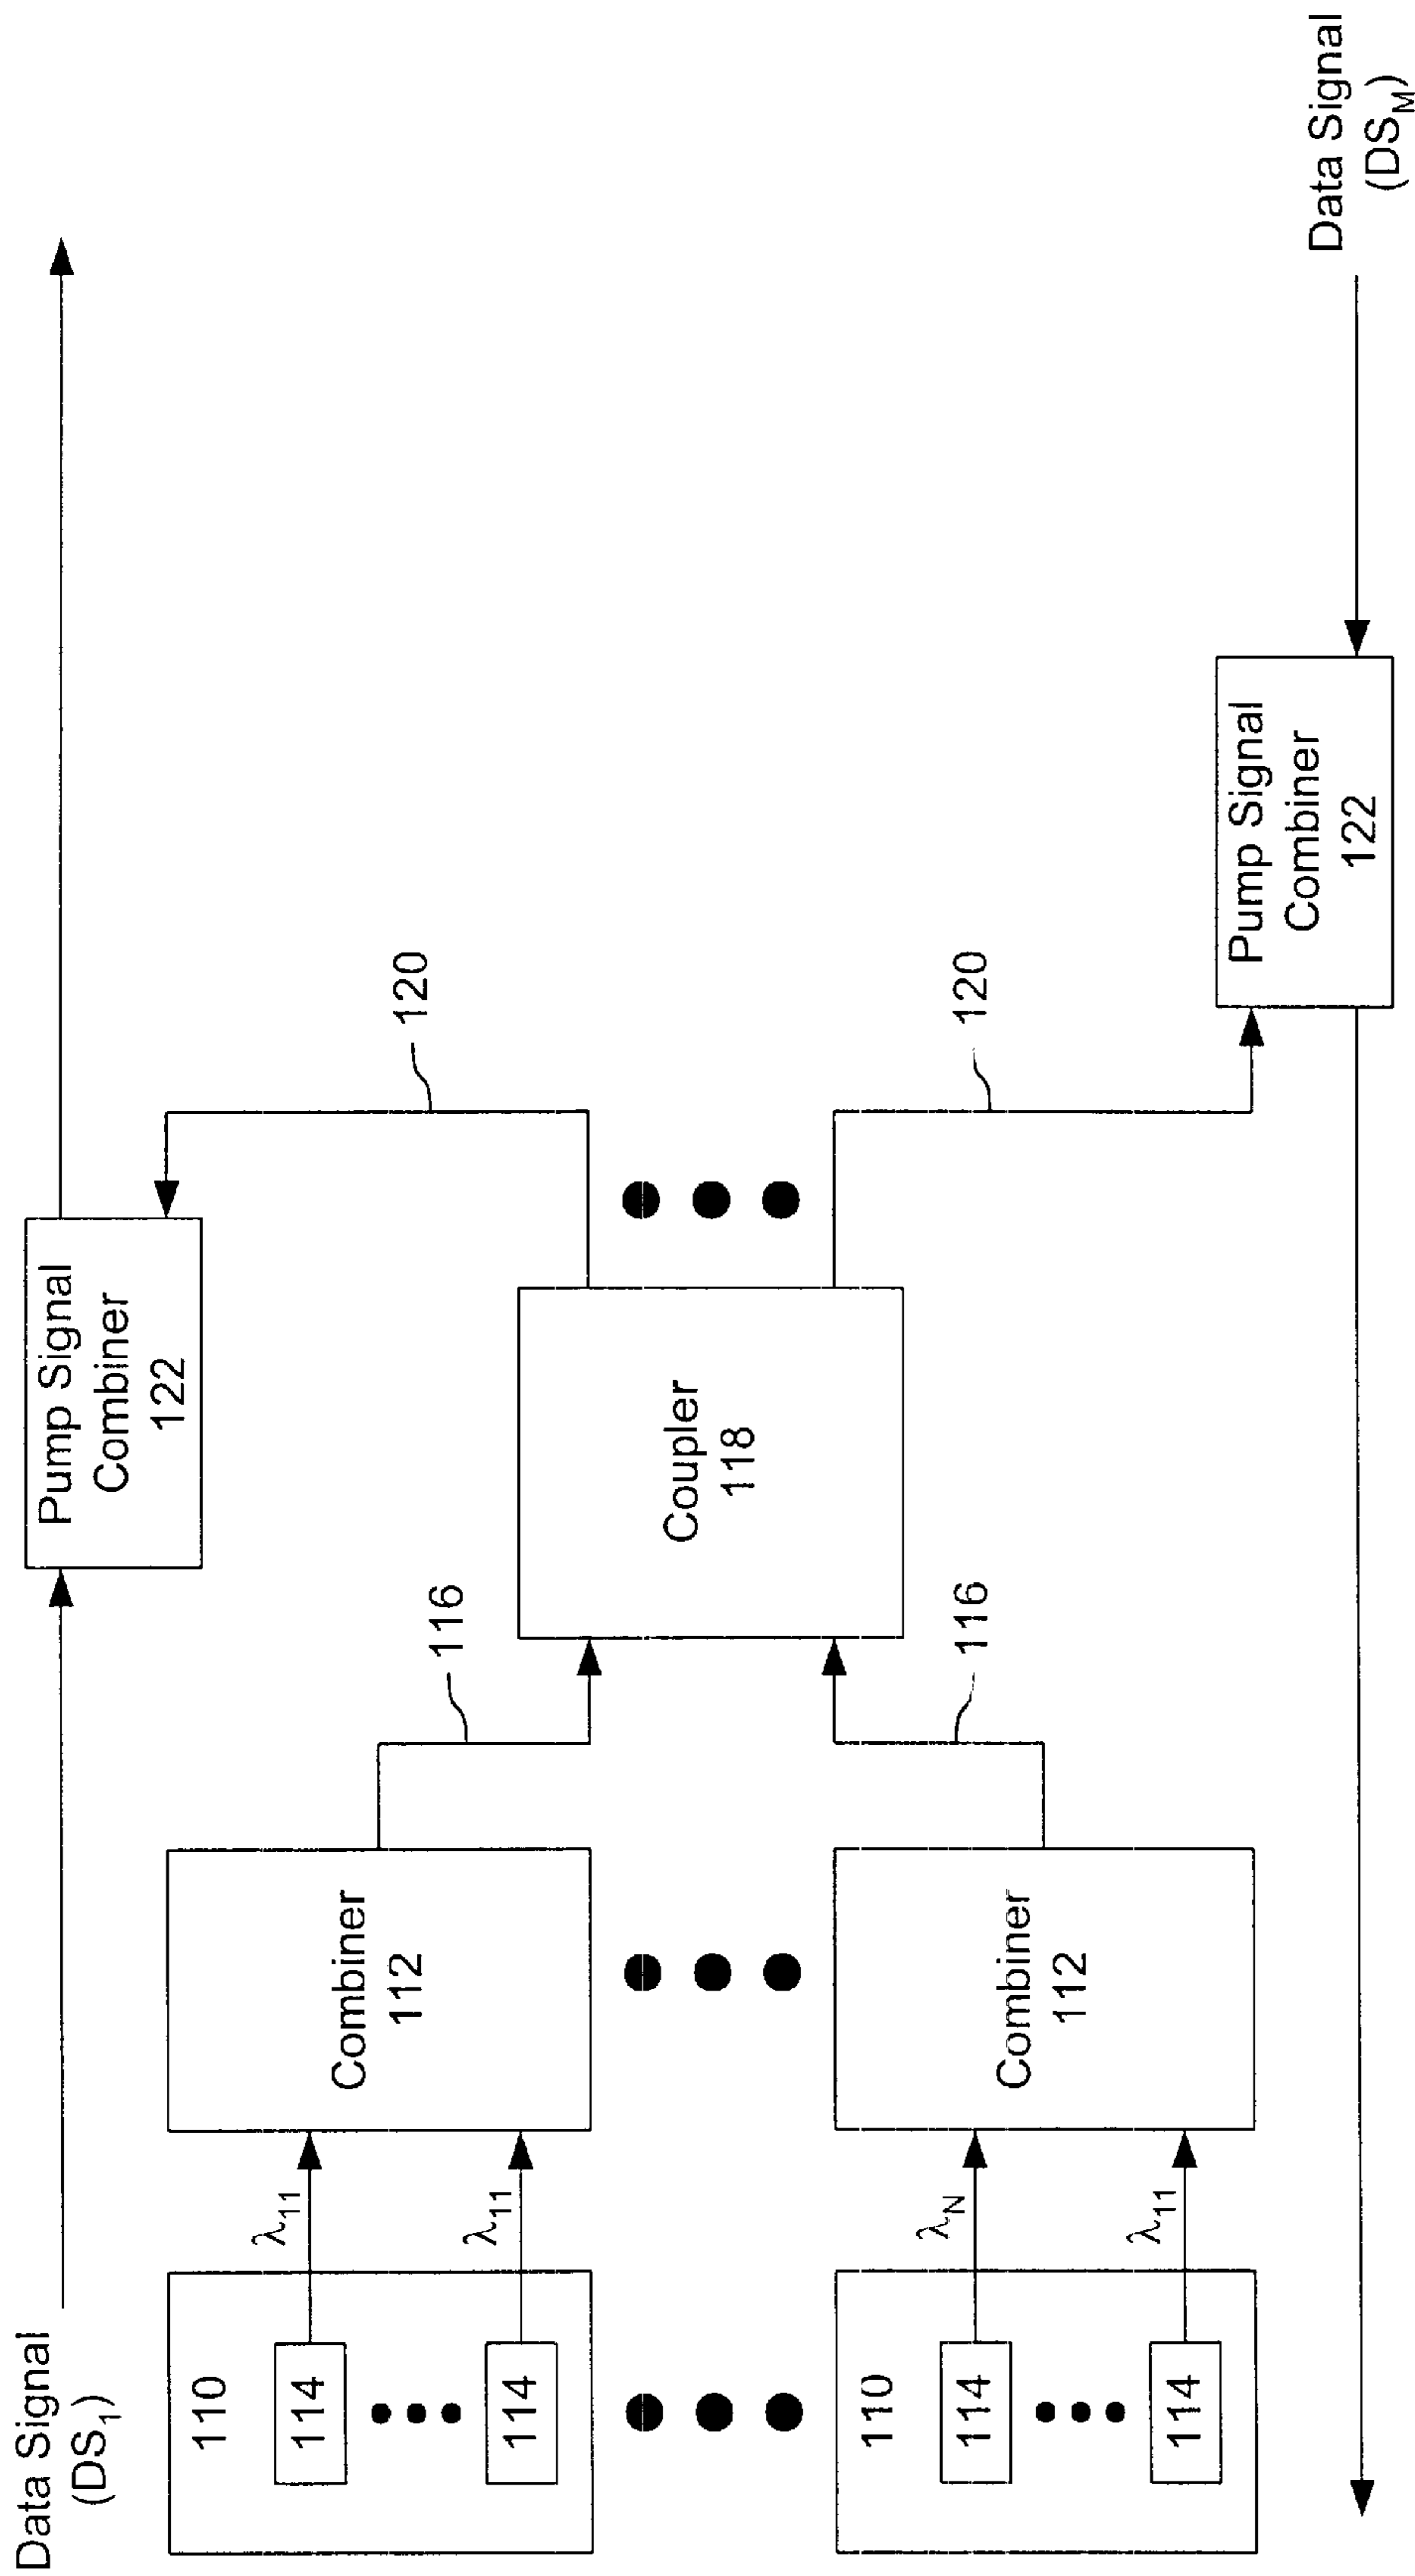 Data Signal
(DS1)
Pump Signal
Combiner
122
110
114
114
λ11
λ11
Combiner
112
116
Coupler
118
120
110
114
114
λN
λ11
Combiner
112
116
120
Pump Signal
Combiner
122
Data Signal
(DSM)